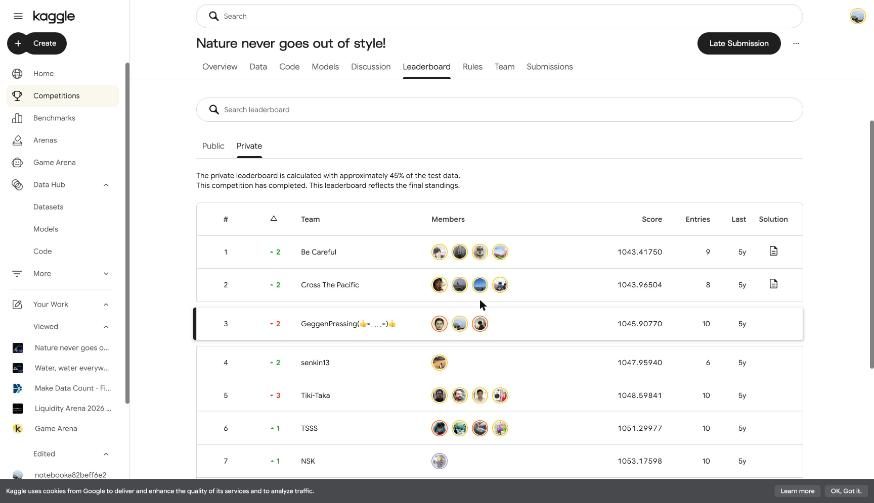 kaggle
Search
Create
Nature never goes out of style!
Late Submission
Overview Data Code Models Discussion Leaderboard Rules Team Submissions
Home
Competitions
Benchmarks
Arenas
Game Arena
Data Hub
Datasets
Models
Code
More
Your Work
Viewed
Nature never goes o...
Water, water everyw...
Make Data Count - Fi...
Liquidity Arena 2026 ...
Game Arena
Edited
notebooka82beff6e2
Search leaderboard
Public Private
The private leaderboard is calculated with approximately 45% of the test data.
This competition has completed. This leaderboard reflects the final standings.
# △ Team Members Score Entries Last Solution
1 2 Be Careful 1043.41750 9 5y
2 2 Cross The Pacific 1043.96504 8 5y
3 2 GeggenPressing 1045.90770 10 5y
4 2 senkin13 1047.95940 6 5y
5 3 Tiki-Taka 1048.59841 10 5y
6 1 TSSS 1051.29977 10 5y
7 1 NSK 1053.17598 10 5y
Kaggle uses cookies from Google to deliver and enhance the quality of its services and to analyze traffic.
Learn more OK, Got it.